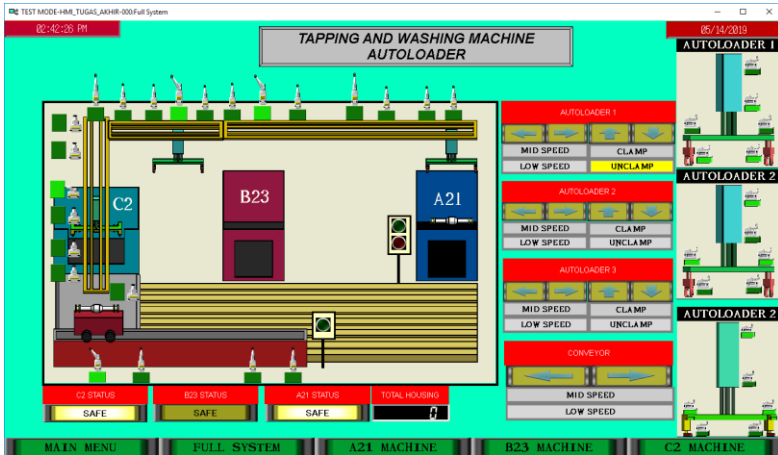 TEST MODE-HMI_TUGAS_AKHIR-000:Full System
02:42:26 PM
TAPPING AND WASHING MACHINE
AUTOLOADER
05/14/2019
AUTOLOADER 1
AUTOLOADER 1
MID SPEED
CLAMP
LOW SPEED
UNCLAMP
C2
B23
A21
AUTOLOADER 2
AUTOLOADER 2
MID SPEED
CLAMP
LOW SPEED
UNCLAMP
AUTOLOADER 3
MID SPEED
CLAMP
LOW SPEED
UNCLAMP
AUTOLOADER 2
CONVEYOR
MID SPEED
LOW SPEED
C2 STATUS
B23 STATUS
A21 STATUS
TOTAL HOUSING
SAFE
SAFE
SAFE
0
MAIN MENU
FULL SYSTEM
A21 MACHINE
B23 MACHINE
C2 MACHINE